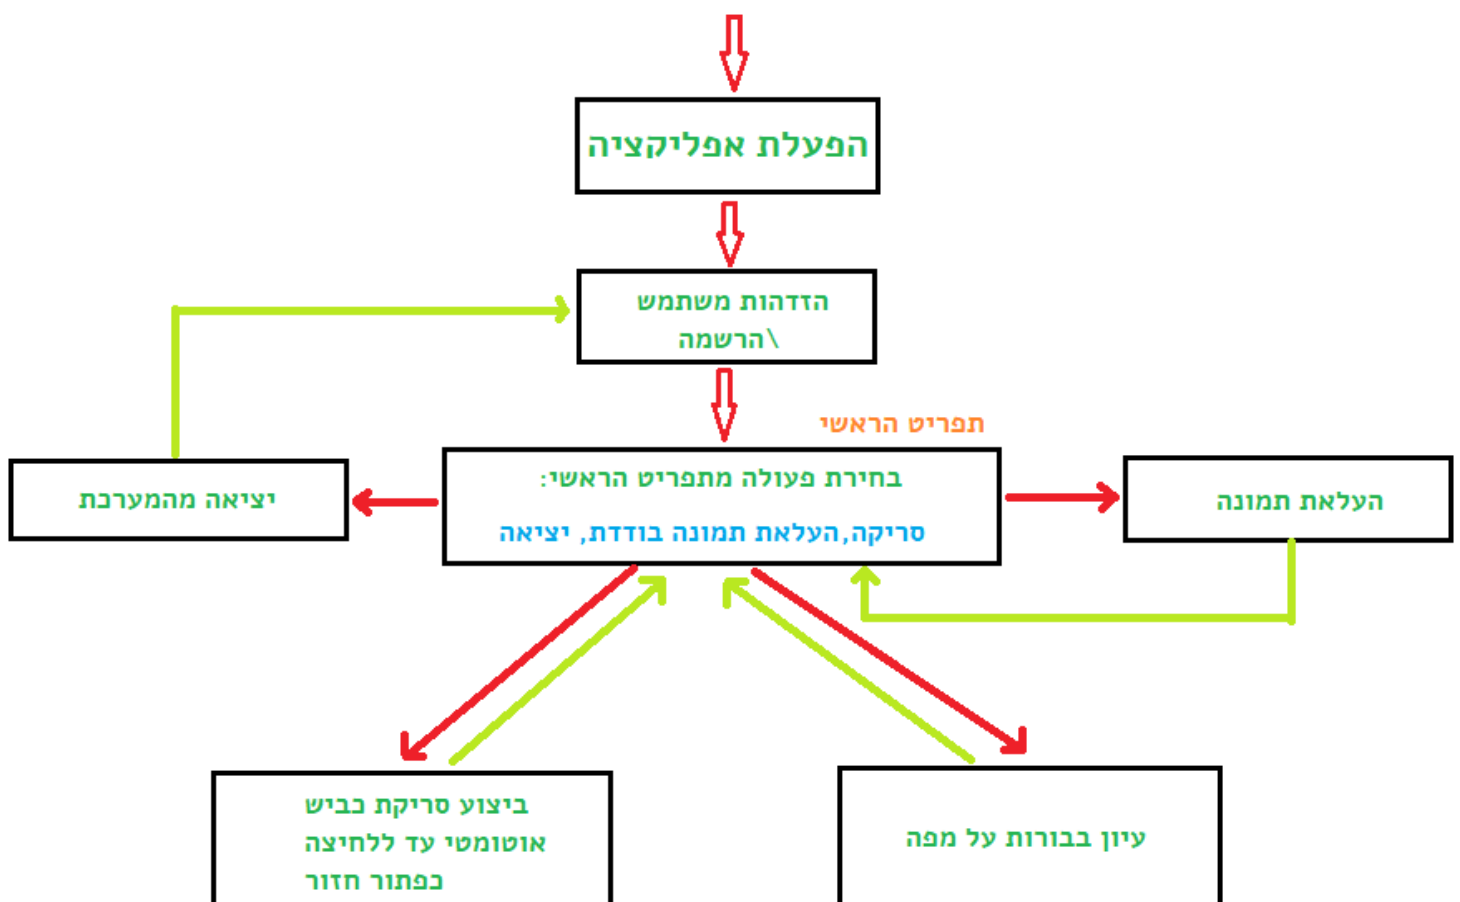 הפעלת אפליקציה
הזדהות משתמש
\הרשמה
תפריט הראשי
בחירת פעולה מתפריט הראשי:
סריקה,העלאת תמונה בודדת, יציאה
העלאת תמונה
יציאה מהמערכת
עיון בבורות על מפה
ביצוע סריקת כביש
אוטומטי עד ללחיצה
כפתור חזור